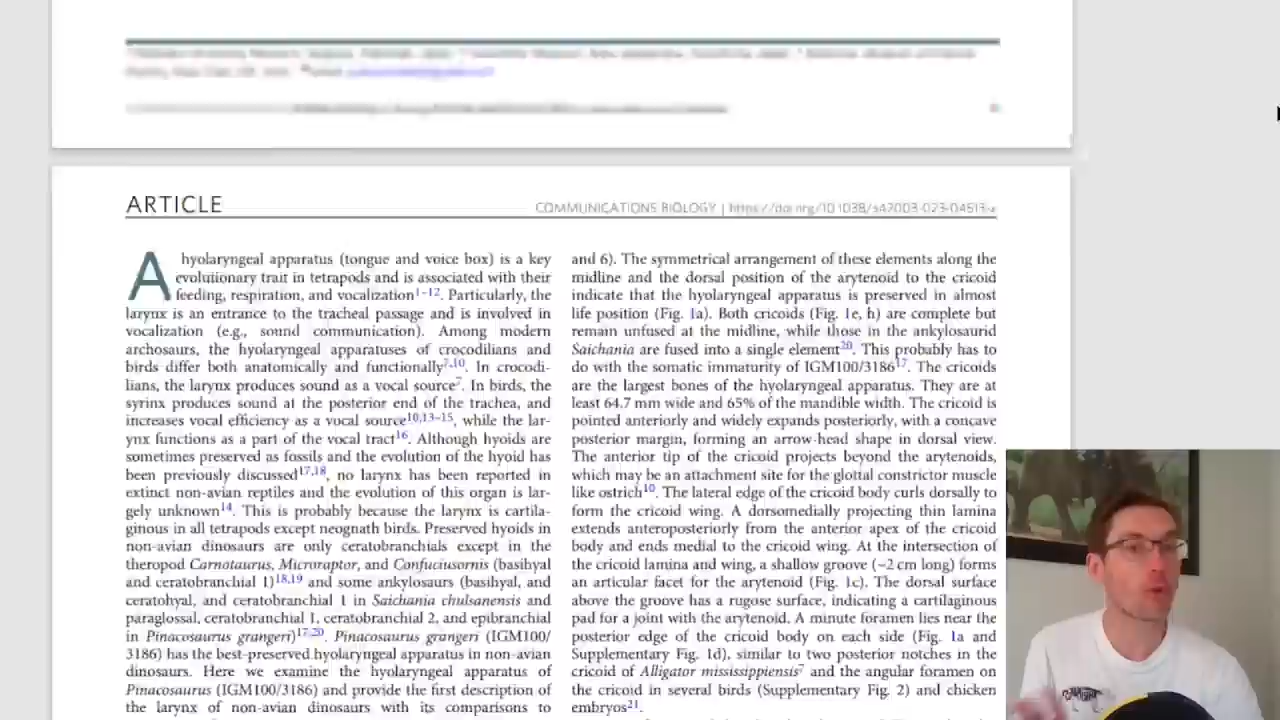 ARTICLE
COMMUNICATIONS BIOLOGY | https://doi.org/10.1038/s42003-023-04513-x
A hyolaryngeal apparatus (tongue and voice box) is a key
evolutionary trait in tetrapods and is associated with their
feeding, respiration, and vocalization1–12. Particularly, the
larynx is an entrance to the tracheal passage and is involved in
vocalization (e.g., sound communication). Among modern
archosaurs, the hyolaryngeal apparatuses of crocodilians and
birds differ both anatomically and functionally7,10. In crocodi-
lians, the larynx produces sound as a vocal source7. In birds, the
syrinx produces sound at the posterior end of the trachea, and
increases vocal efficiency as a vocal source10,13–15, while the lar-
ynx functions as a part of the vocal tract16. Although hyoids are
sometimes preserved as fossils and the evolution of the hyoid has
been previously discussed17,18, no larynx has been reported in
extinct non-avian reptiles and the evolution of this organ is lar-
gely unknown14. This is probably because the larynx is cartila-
ginous in all tetrapods except neognath birds. Preserved hyoids in
non-avian dinosaurs are only ceratobranchials except in the
theropod Carnotaurus, Microraptor, and Confuciusornis (basihyal
and ceratobranchial 1)18,19 and some ankylosaurs (basihyal, and
ceratohyal, and ceratobranchial 1 in Saichania chulsanensis and
paraglossal, ceratobranchial 1, ceratobranchial 2, and epibranchial
in Pinacosaurus grangeri)17,20. Pinacosaurus grangeri (IGM100/
3186) has the best-preserved hyolaryngeal apparatus in non-avian
dinosaurs. Here we examine the hyolaryngeal apparatus of
Pinacosaurus (IGM100/3186) and provide the first description of
the larynx of non-avian dinosaurs with its comparisons to
and 6). The symmetrical arrangement of these elements along the
midline and the dorsal position of the arytenoid to the cricoid
indicate that the hyolaryngeal apparatus is preserved in almost
life position (Fig. 1a). Both cricoids (Fig. 1e, h) are complete but
remain unfused at the midline, while those in the ankylosaurid
Saichania are fused into a single element20. This probably has to
do with the somatic immaturity of IGM100/318617. The cricoids
are the largest bones of the hyolaryngeal apparatus. They are at
least 64.7 mm wide and 65% of the mandible width. The cricoid is
pointed anteriorly and widely expands posteriorly, with a concave
posterior margin, forming an arrow-head shape in dorsal view.
The anterior tip of the cricoid projects beyond the arytenoids,
which may be an attachment site for the glottal constrictor muscle
like ostrich10. The lateral edge of the cricoid body curls dorsally to
form the cricoid wing. A dorsomedially projecting thin lamina
extends anteroposteriorly from the anterior apex of the cricoid
body and ends medial to the cricoid wing. At the intersection of
the cricoid lamina and wing, a shallow groove (~2 cm long) forms
an articular facet for the arytenoid (Fig. 1c). The dorsal surface
above the groove has a rugose surface, indicating a cartilaginous
pad for a joint with the arytenoid. A minute foramen lies near the
posterior edge of the cricoid body on each side (Fig. 1a and
Supplementary Fig. 1d), similar to two posterior notches in the
cricoid of Alligator mississippiensis7 and the angular foramen on
the cricoid in several birds (Supplementary Fig. 2) and chicken
embryos21.